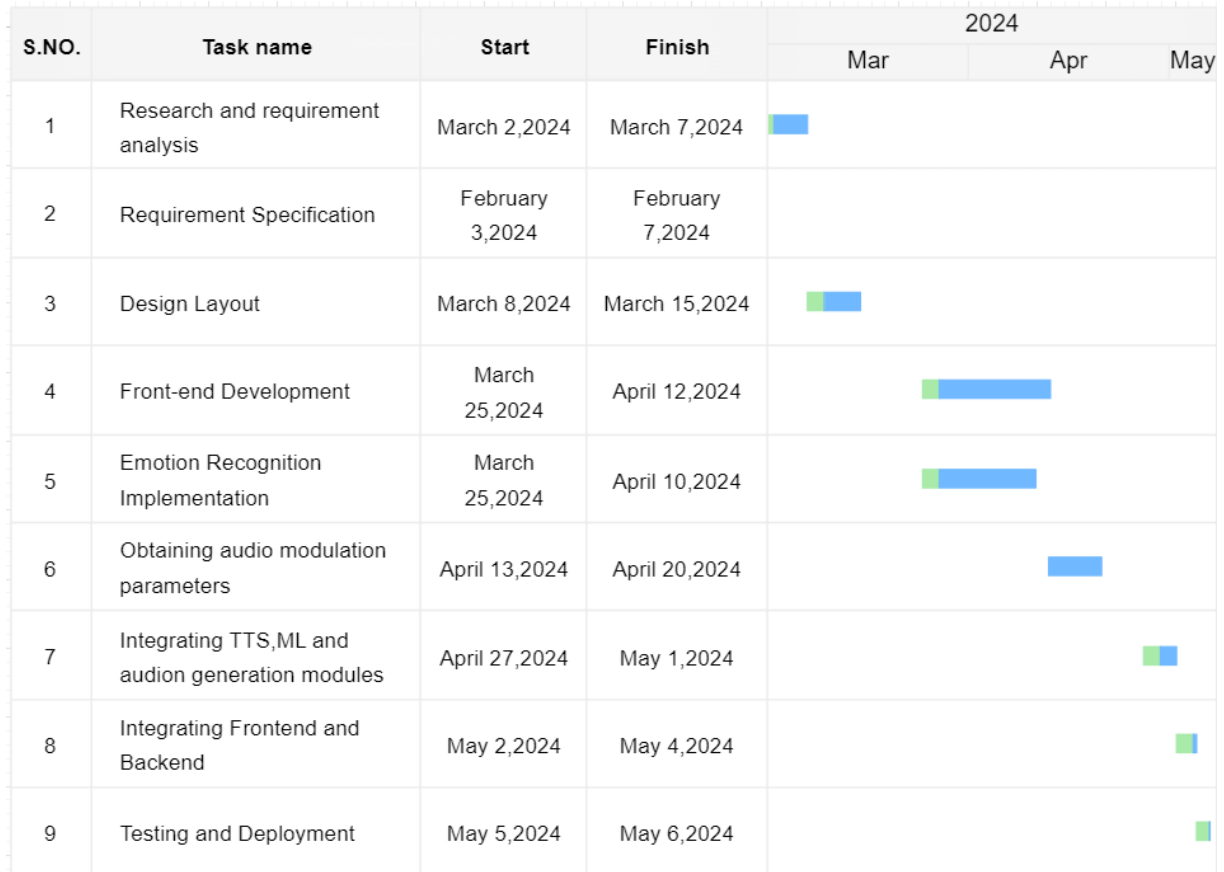 S.NO. Task name Start Finish 2024
Mar Apr May
1 Research and requirement
analysis March 2,2024 March 7,2024
2 Requirement Specification February
3,2024 February
7,2024
3 Design Layout March 8,2024 March 15,2024
4 Front-end Development March
25,2024 April 12,2024
5 Emotion Recognition
Implementation March
25,2024 April 10,2024
6 Obtaining audio modulation
parameters April 13,2024 April 20,2024
7 Integrating TTS,ML and
audion generation modules April 27,2024 May 1,2024
8 Integrating Frontend and
Backend May 2,2024 May 4,2024
9 Testing and Deployment May 5,2024 May 6,2024